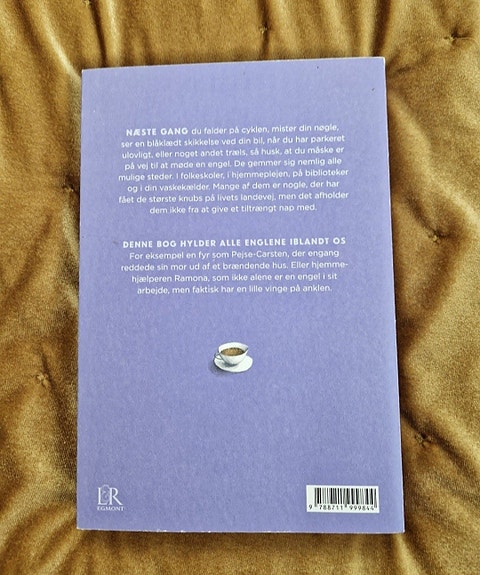 NÆSTE GANG du falder på cyklen, mister din nøgle,
ser en blåklædt skikkelse ved din bil, når du har parkeret
ulovligt, eller noget andet træls, så husk, at du måske er
på vej til at møde en engel. De gemmer sig nemlig alle
mulige steder. I folkeskoler, i hjemmeplejen, på biblioteker
og i din vaskekælder. Mange af dem er nogle, der har
fået de største knubs på livets landevej, men det afholder
dem ikke fra at give et tiltrængt nap med.
DENNE BOG HYLDER ALLE ENGLENE IBLANDT OS
For eksempel en fyr som Pejse-Carsten, der engang
reddede sin mor ud af et brændende hus. Eller hjemme-
hjælperen Ramona, som ikke alene er en engel i sit
arbejde, men faktisk har en lille vinge på anklen.
L&R
EGMONT
9 788711 999844